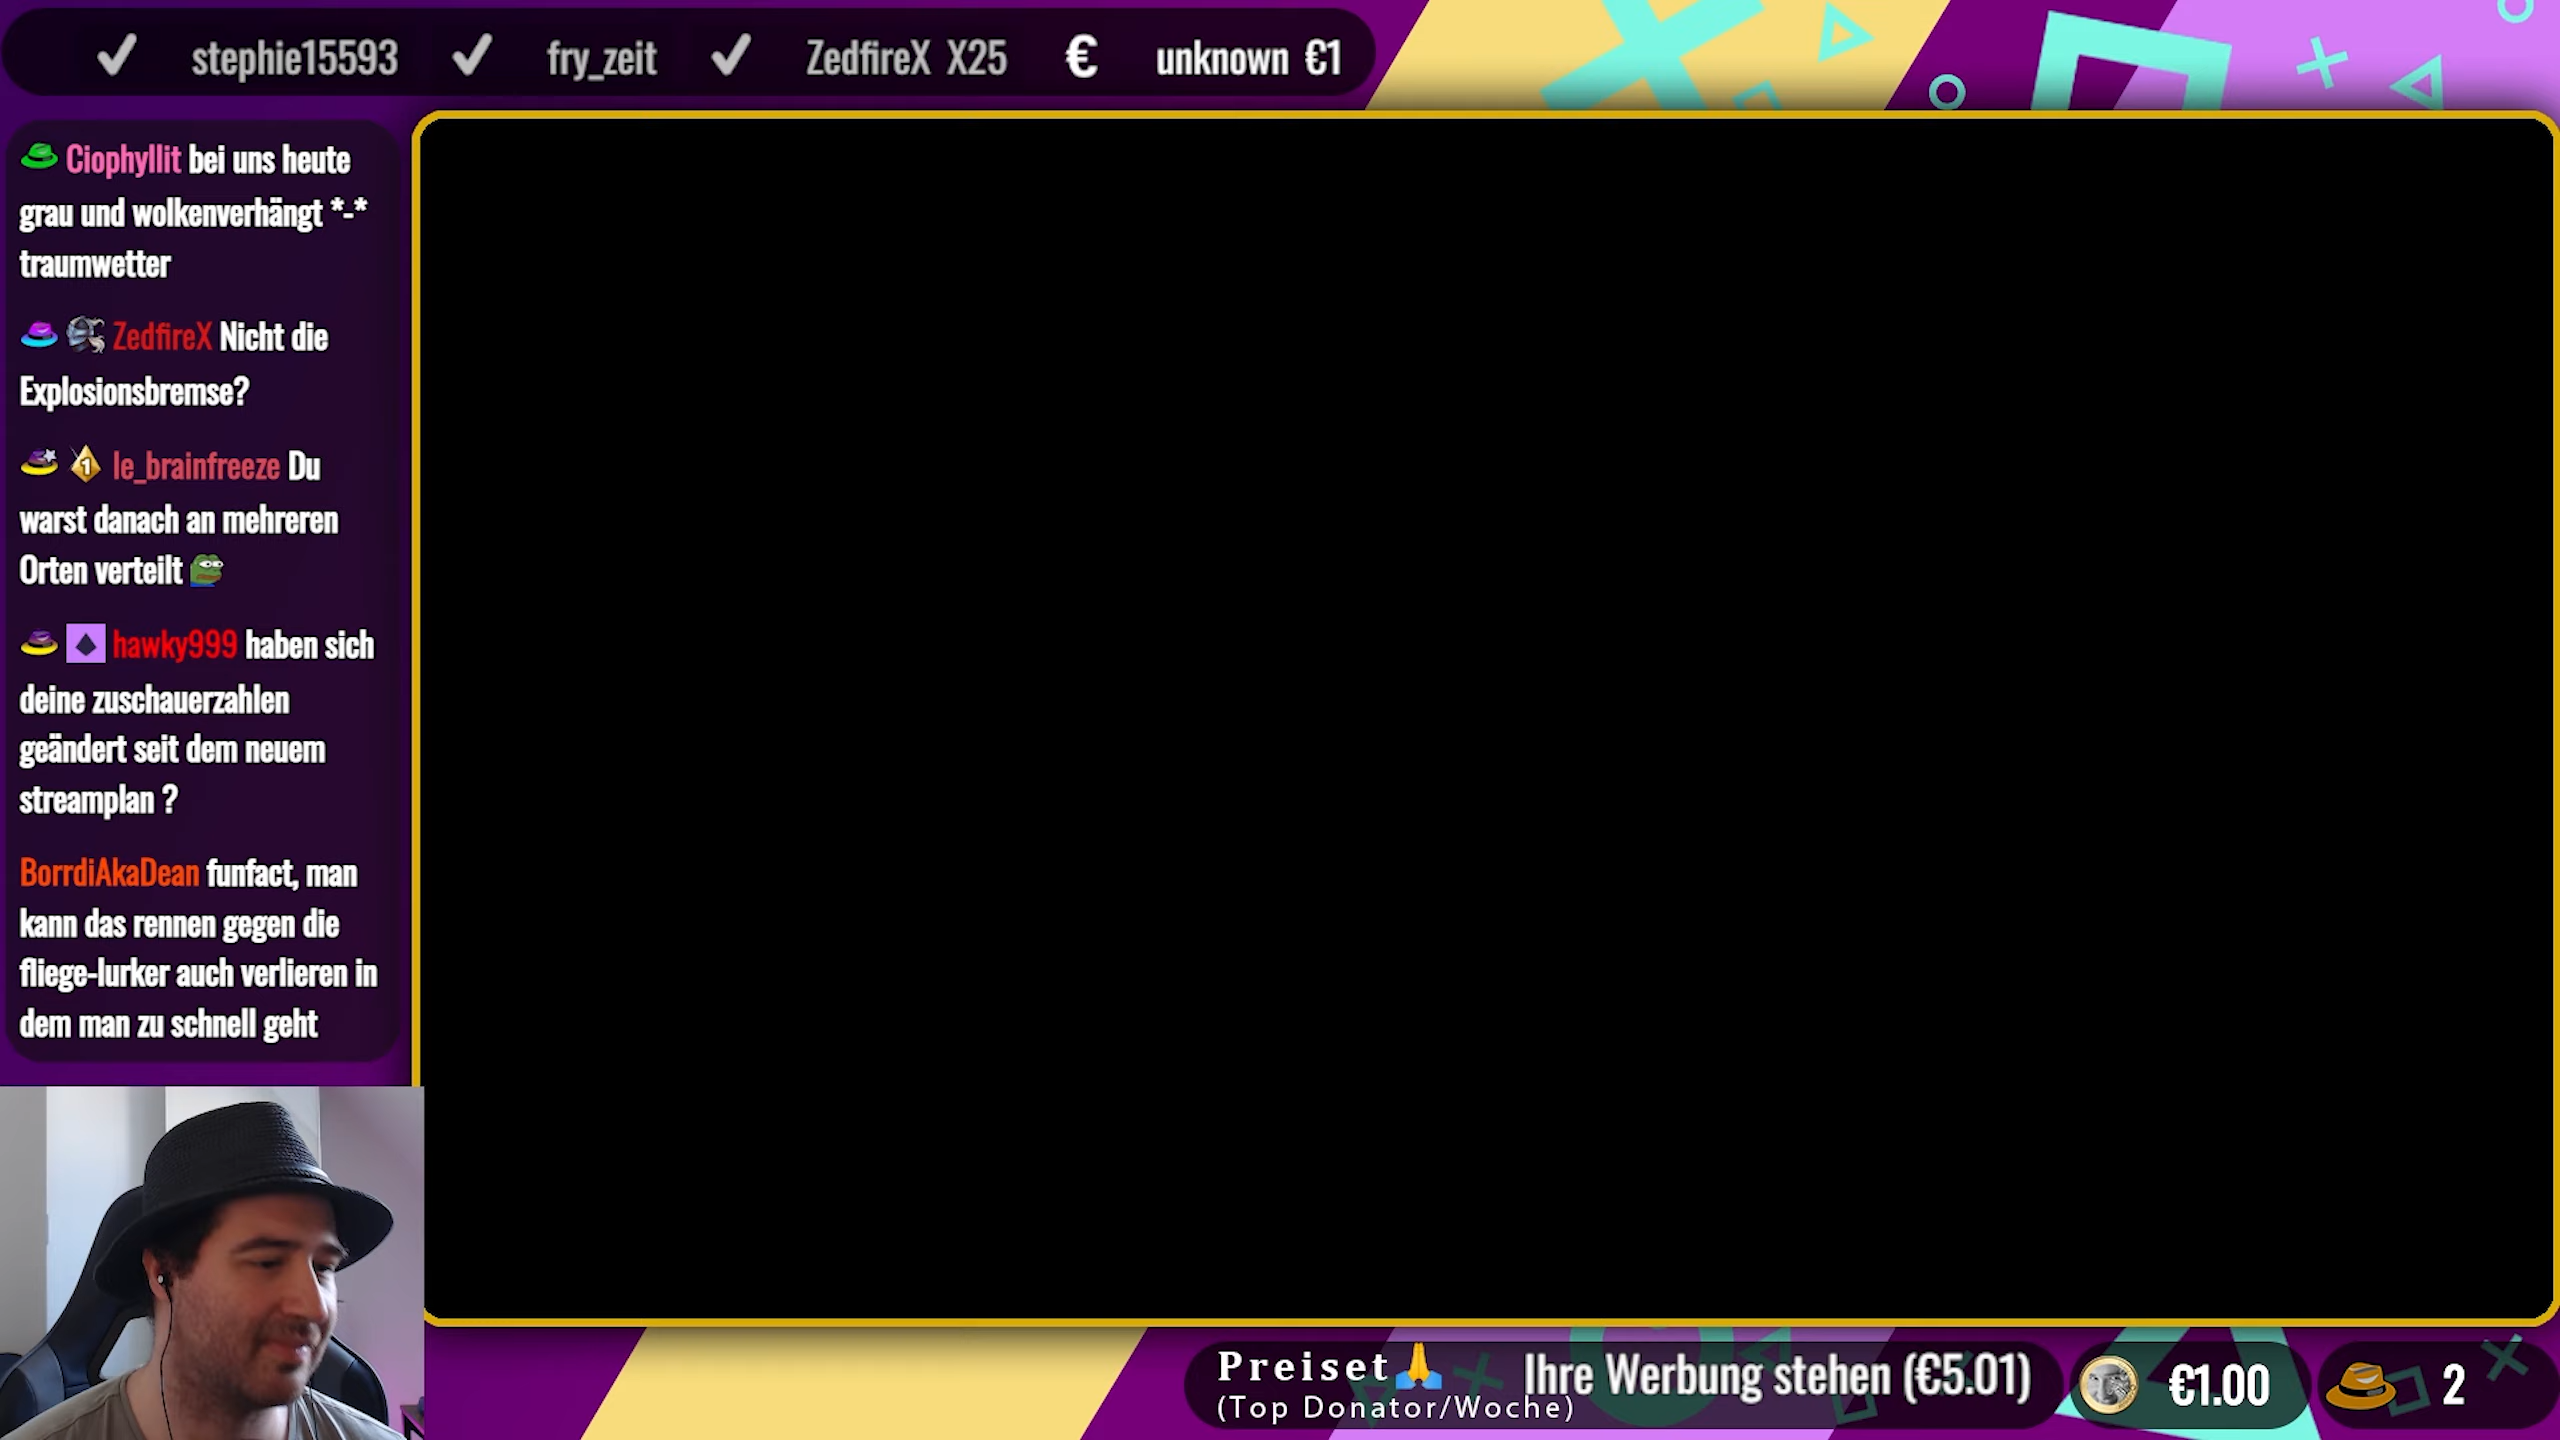 stephie15593 fry_zeit ZedfireX X25 € unknown €1
Ciophyllit bei uns heute
grau und wolkenverhängt *-*
traumwetter
ZedfireX Nicht die
Explosionsbremse?
1 le_brainfreeze Du
warst danach an mehreren
Orten verteilt
hawky999 haben sich
deine zuschauerzahlen
geändert seit dem neuem
streamplan ?
BorrdiAkaDean funfact, man
kann das rennen gegen die
fliege-lurker auch verlieren in
dem man zu schnell geht
Preiset🙏 Ihre Werbung stehen (€5.01) €1.00 2
(Top Donator/Woche)